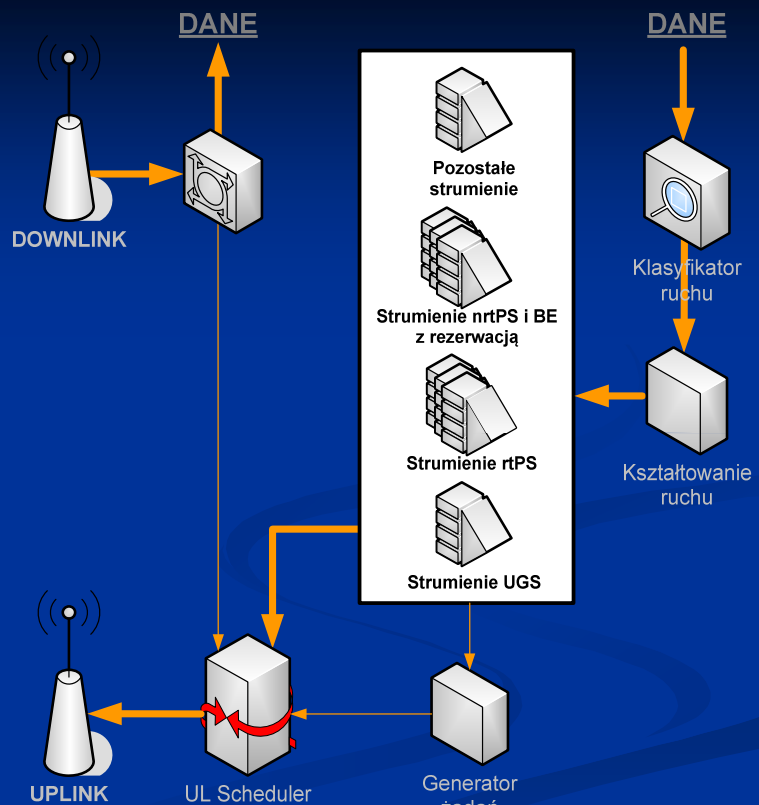 DANE
DANE
DOWNLINK
Pozostałe
strumienie
Klasyfikator
ruchu
Strumienie nrtPS i BE
z rezerwacją
Strumienie rtPS
Kształtowanie
ruchu
Strumienie UGS
UPLINK
UL Scheduler
Generator